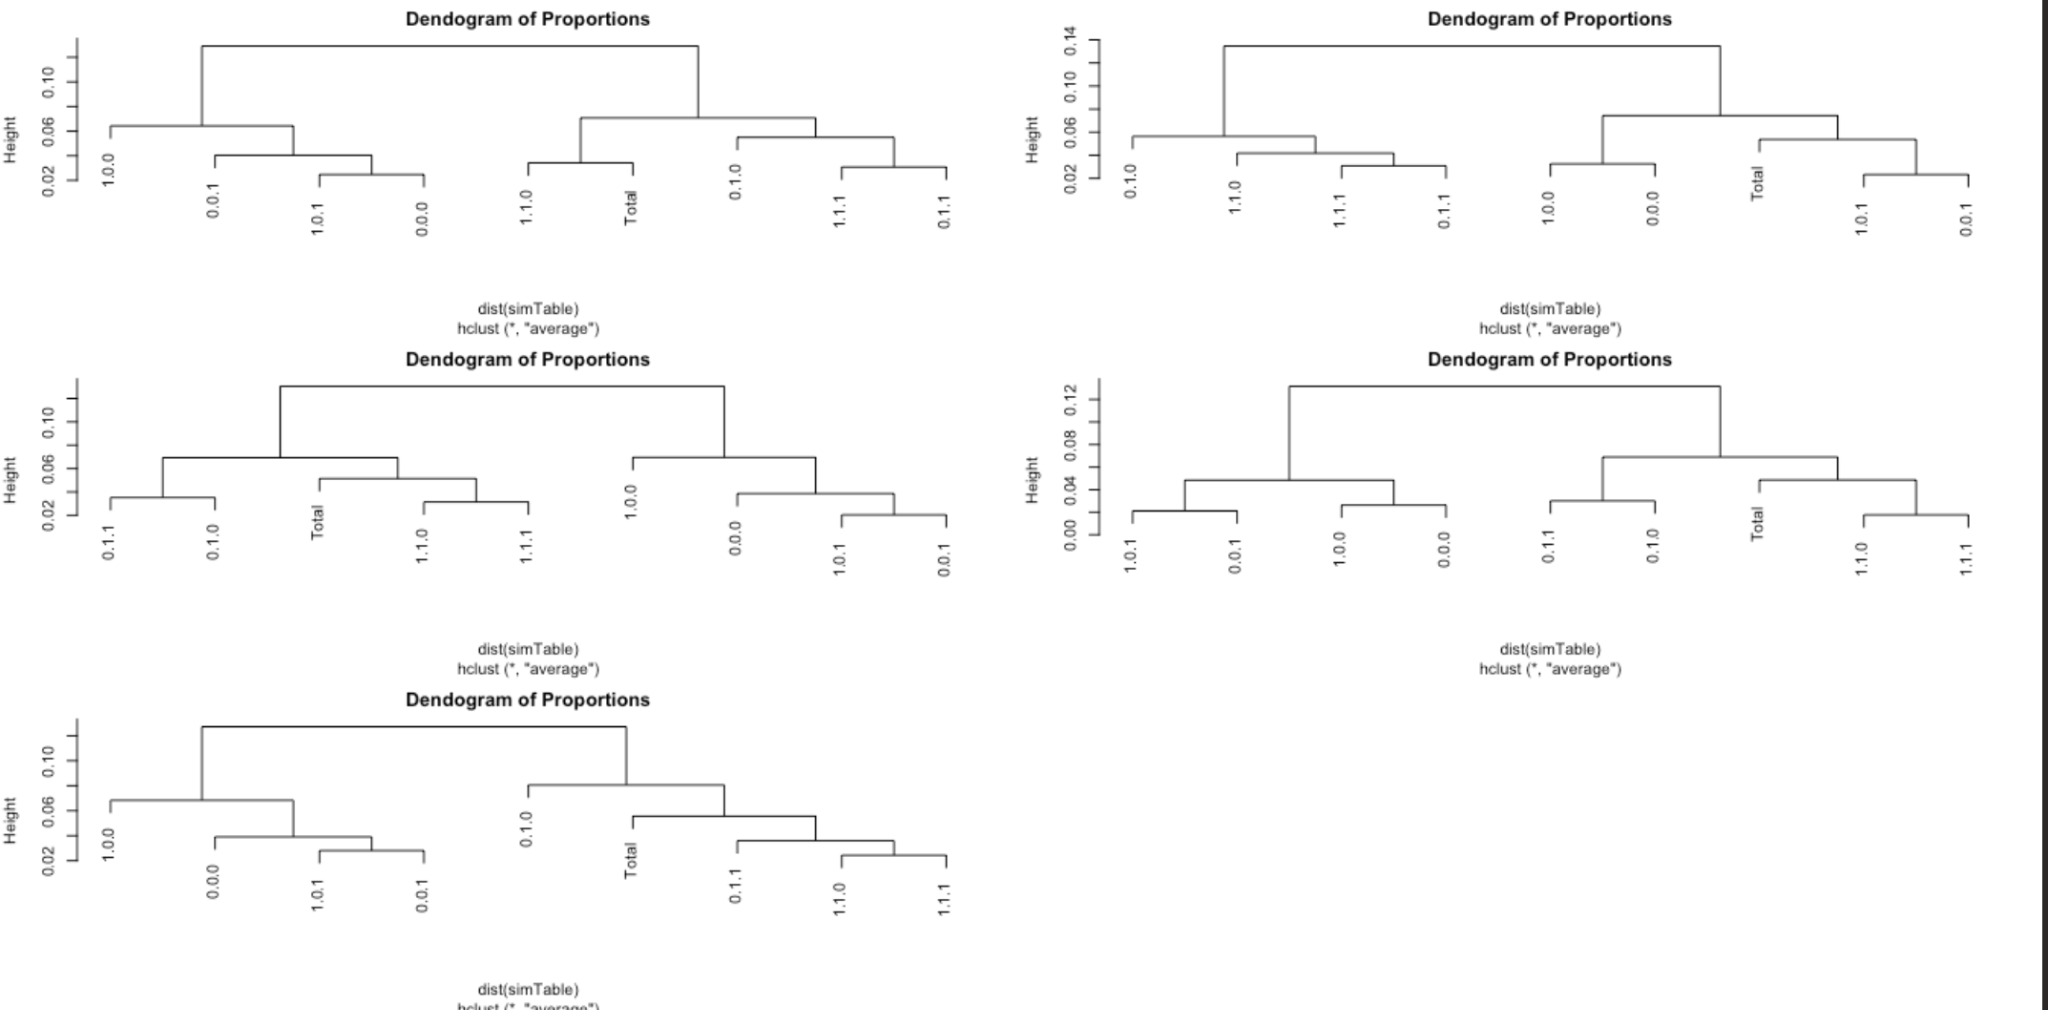 Dendogram of Proportions
Height
0.02 0.06 0.10
1.0.0
0.0.1
1.0.1
0.0.0
1.1.0
Total
0.1.0
1.1.1
0.1.1
dist(simTable)
hclust (*, "average")
Dendogram of Proportions
Height
0.02 0.06 0.10 0.14
0.1.0
1.1.0
1.1.1
0.1.1
1.0.0
0.0.0
Total
1.0.1
0.0.1
dist(simTable)
hclust (*, "average")
Dendogram of Proportions
Height
0.02 0.06 0.10
0.1.1
0.1.0
Total
1.1.0
1.1.1
1.0.0
0.0.0
1.0.1
0.0.1
dist(simTable)
hclust (*, "average")
Dendogram of Proportions
Height
0.00 0.04 0.08 0.12
1.0.1
0.0.1
1.0.0
0.0.0
0.1.1
0.1.0
Total
1.1.0
1.1.1
dist(simTable)
hclust (*, "average")
Dendogram of Proportions
Height
0.02 0.06 0.10
1.0.0
0.0.0
1.0.1
0.0.1
0.1.0
Total
0.1.1
1.1.0
1.1.1
dist(simTable)
hclust (*, "average")